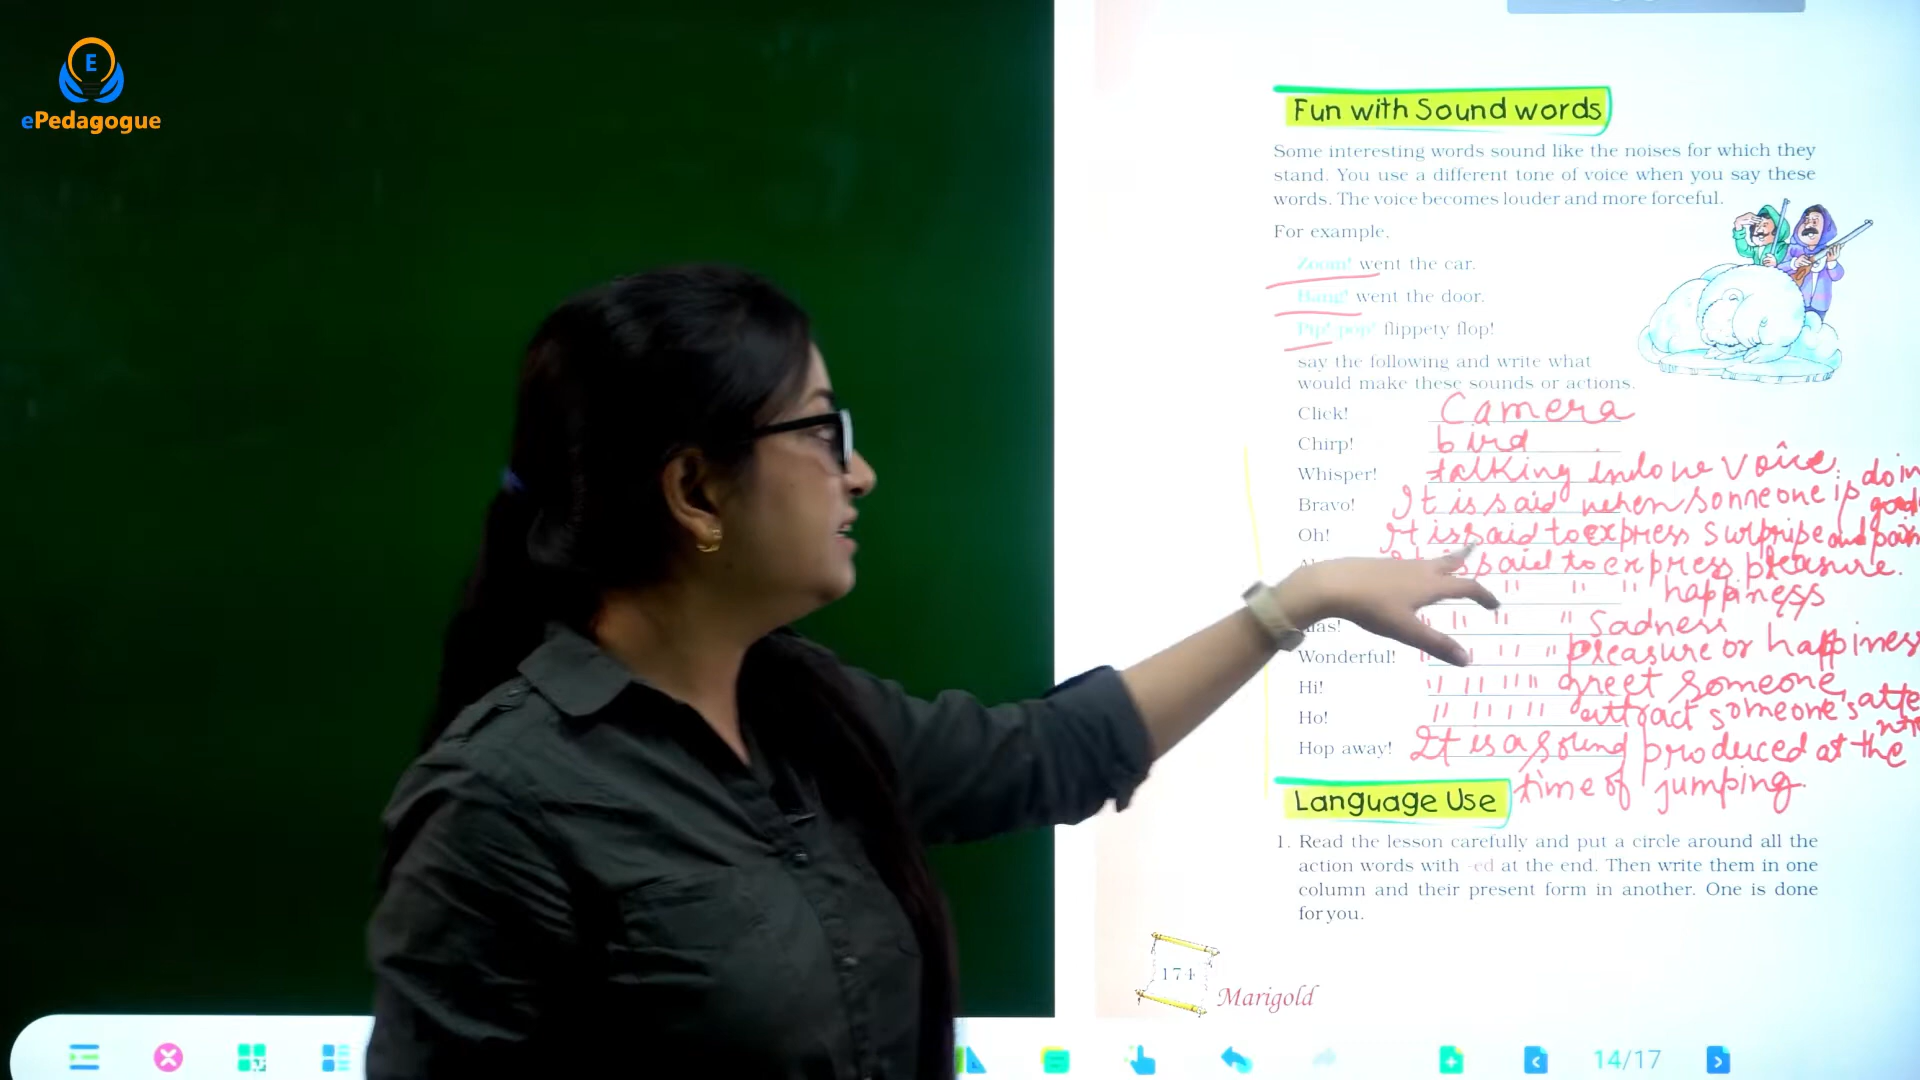 E
ePedagogue
Fun with Sound words
Some interesting words sound like the noises for which they
stand. You use a different tone of voice when you say these
words. The voice becomes louder and more forceful.
For example.
Zoom! went the car.
Bang! went the door.
Pip! pop! flippety flop!
say the following and write what
would make these sounds or actions.
Click! Camera
Chirp! bird
Whisper! talking in low voice.
Bravo! It is said when someone is doin good
Oh! It is said to express surprise and pain
is said to express pleasure.
" " " happiness
las! " " " " sadness
Wonderful! " " " " pleasure or happiness
Hi! " " " " greet someone
Ho! " " " " attract someone's atte
Hop away! It is a sound produced at the
time of jumping.
Language Use
1. Read the lesson carefully and put a circle around all the
action words with -ed at the end. Then write them in one
column and their present form in another. One is done
for you.
174
Marigold
14/17